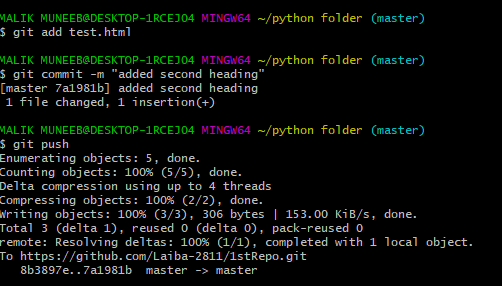 MALIK MUNEEB@DESKTOP-1RCEJO4 MINGW64 ~/python folder (master)
$ git add test.html
MALIK MUNEEB@DESKTOP-1RCEJO4 MINGW64 ~/python folder (master)
$ git commit -m "added second heading"
[master 7a1981b] added second heading
 1 file changed, 1 insertion(+)
MALIK MUNEEB@DESKTOP-1RCEJO4 MINGW64 ~/python folder (master)
$ git push
Enumerating objects: 5, done.
Counting objects: 100% (5/5), done.
Delta compression using up to 4 threads
Compressing objects: 100% (2/2), done.
Writing objects: 100% (3/3), 306 bytes | 153.00 KiB/s, done.
Total 3 (delta 1), reused 0 (delta 0), pack-reused 0
remote: Resolving deltas: 100% (1/1), completed with 1 local object.
To https://github.com/Laiba-2811/1stRepo.git
   8b3897e..7a1981b  master -> master